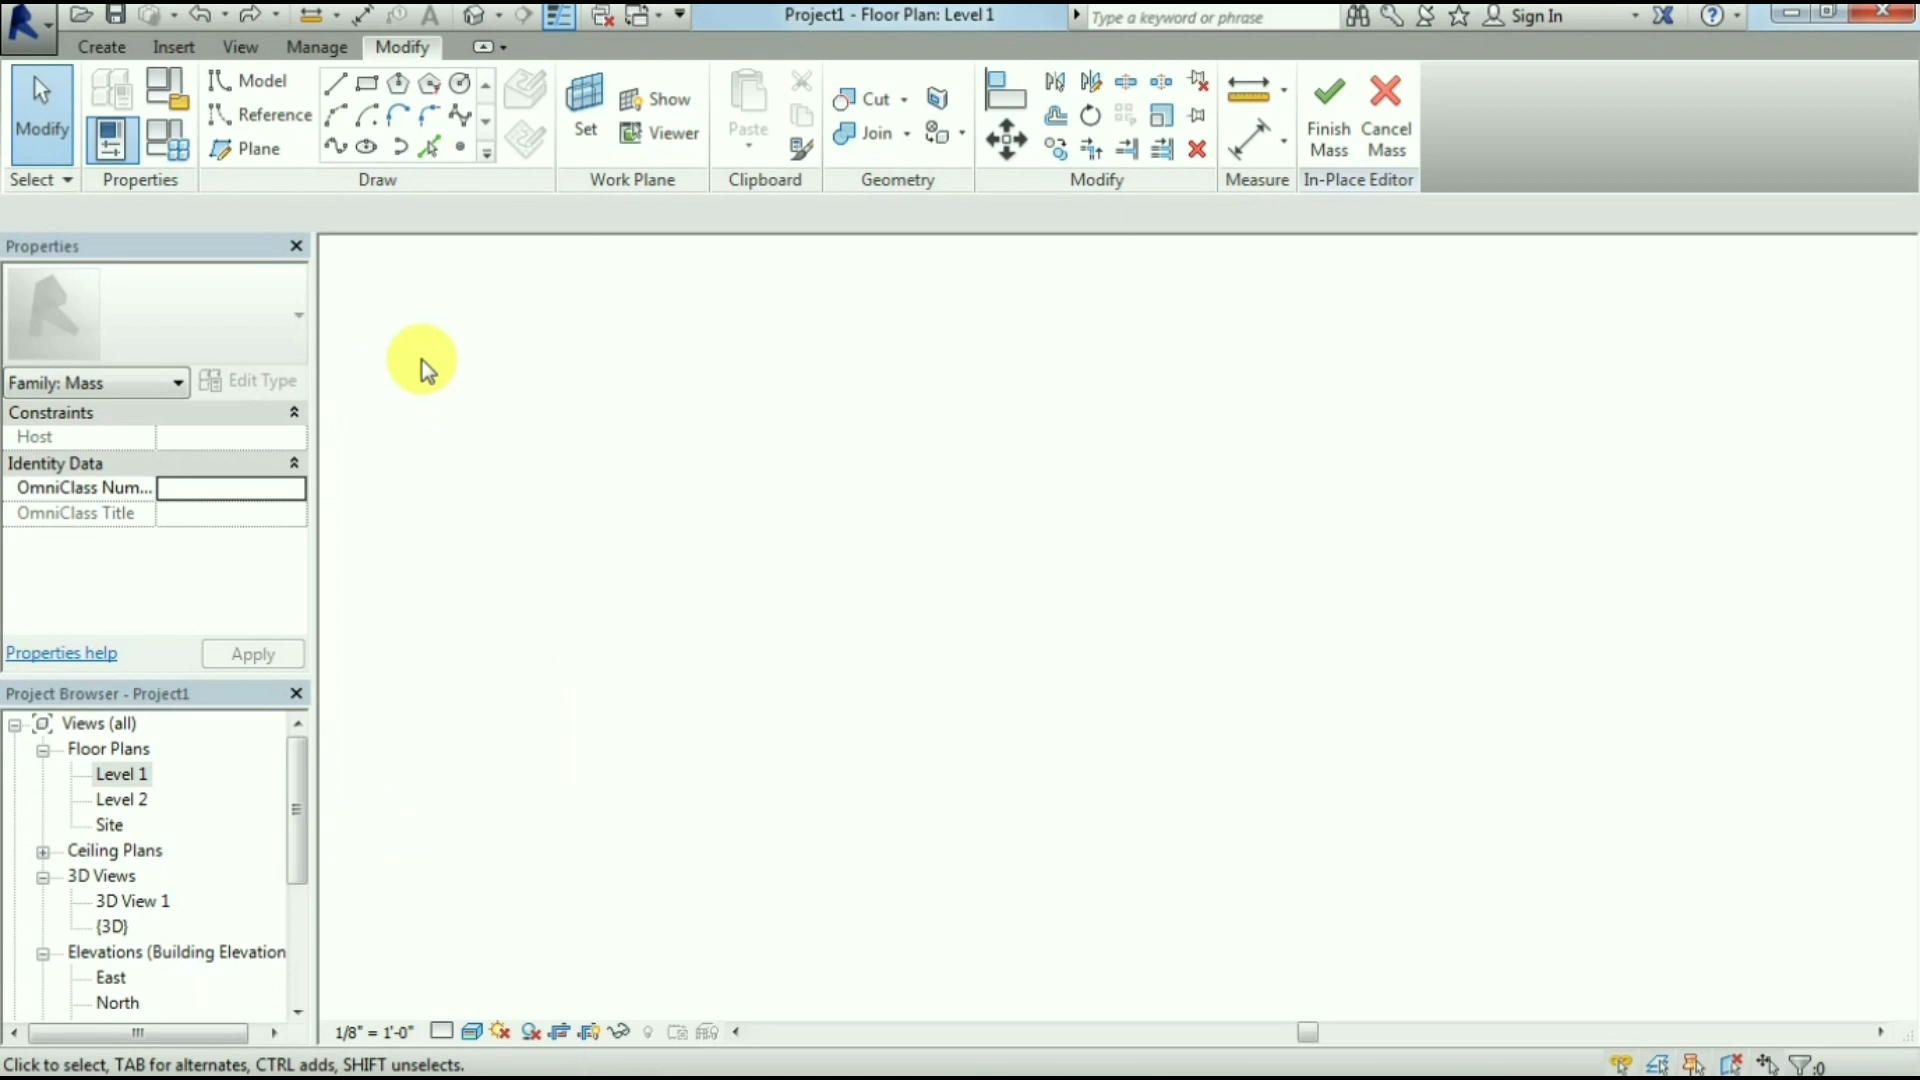 Project1 - Floor Plan: Level 1
Type a keyword or phrase
Sign In
Create Insert View Manage Modify
Modify
Select
Properties
Model
Reference
Plane
Draw
Set
Show
Viewer
Work Plane
Paste
Clipboard
Cut
Join
Geometry
Modify
Measure
Finish Mass
Cancel Mass
In-Place Editor
Properties
Family: Mass
Edit Type
Constraints
Host
Identity Data
OmniClass Num...
OmniClass Title
Properties help
Apply
Project Browser - Project1
Views (all)
Floor Plans
Level 1
Level 2
Site
Ceiling Plans
3D Views
3D View 1
{3D}
Elevations (Building Elevation
East
North
1/8" = 1'-0"
Click to select, TAB for alternates, CTRL adds, SHIFT unselects.
:0